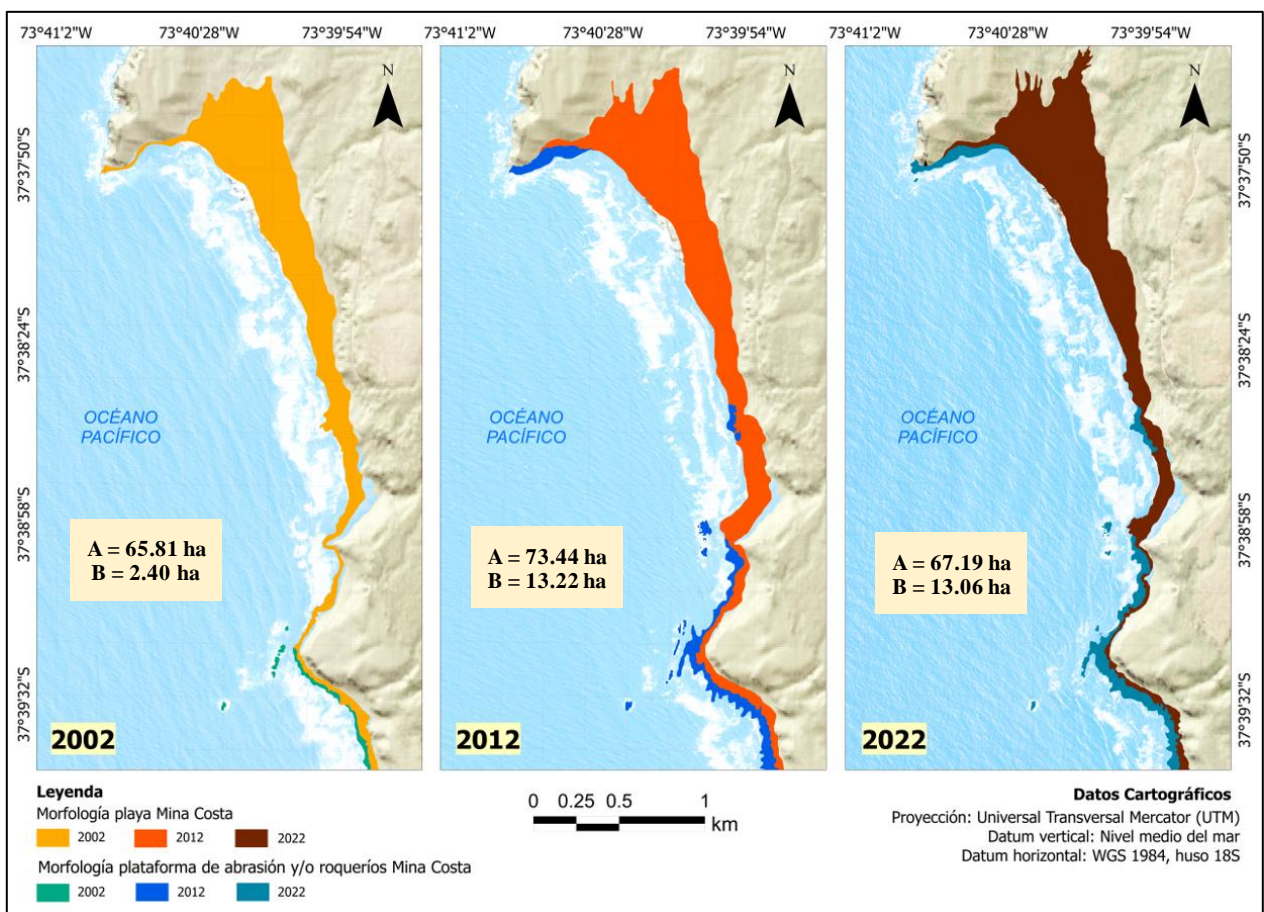 73°41'2"W 73°40'28"W 73°39'54"W 73°41'2"W 73°40'28"W 73°39'54"W 73°41'2"W 73°40'28"W 73°39'54"W
N N N
37°37'50"S 37°37'50"S
37°38'24"S 37°38'24"S
OCÉANO
PACÍFICO
OCÉANO
PACÍFICO
OCÉANO
PACÍFICO
37°38'58"S 37°38'58"S
A = 65.81 ha
B = 2.40 ha
A = 73.44 ha
B = 13.22 ha
A = 67.19 ha
B = 13.06 ha
37°39'32"S 37°39'32"S
2002 2012 2022
Leyenda
Morfología playa Mina Costa
2002 2012 2022
Morfología plataforma de abrasión y/o roqueríos Mina Costa
2002 2012 2022
0 0.25 0.5 1
km
Datos Cartográficos
Proyección: Universal Transversal Mercator (UTM)
Datum vertical: Nivel medio del mar
Datum horizontal: WGS 1984, huso 18S